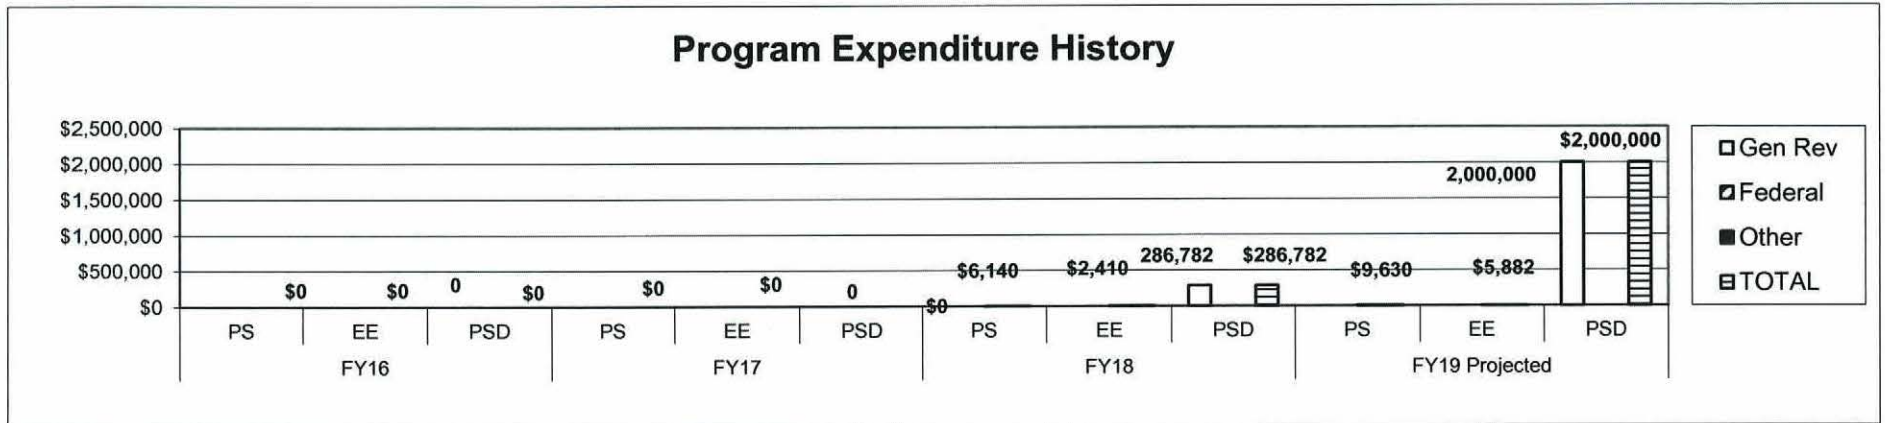 Program Expenditure History
$2,500,000
$2,000,000
$1,500,000
$1,000,000
$500,000
$0
$0 $0 0 $0 $0 $0 0 $0 $6,140 $2,410 286,782 $286,782 $9,630 $5,882 2,000,000 $2,000,000
PS EE PSD PS EE PSD PS EE PSD PS EE PSD
FY16 FY17 FY18 FY19 Projected
Gen Rev
Federal
Other
TOTAL